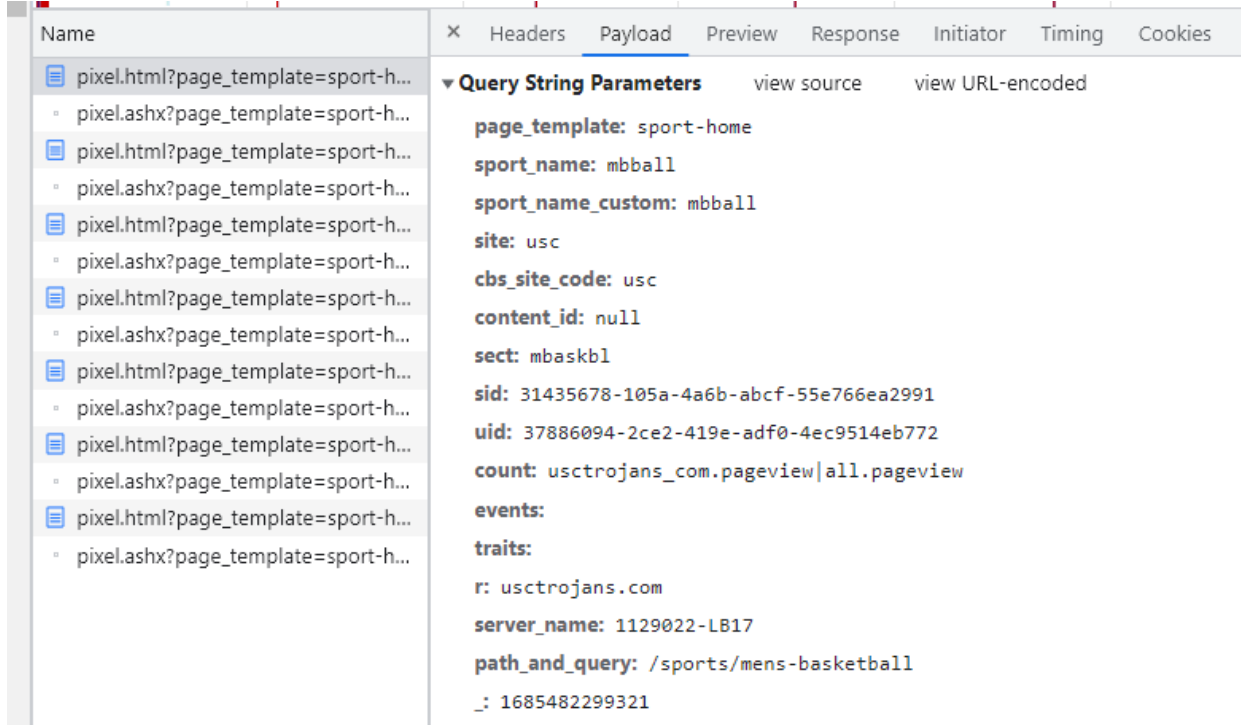 Name
pixel.html?page_template=sport-h...
pixel.ashx?page_template=sport-h...
pixel.html?page_template=sport-h...
pixel.ashx?page_template=sport-h...
pixel.html?page_template=sport-h...
pixel.ashx?page_template=sport-h...
pixel.html?page_template=sport-h...
pixel.ashx?page_template=sport-h...
pixel.html?page_template=sport-h...
pixel.ashx?page_template=sport-h...
pixel.html?page_template=sport-h...
pixel.ashx?page_template=sport-h...
pixel.html?page_template=sport-h...
pixel.ashx?page_template=sport-h...
× Headers Payload Preview Response Initiator Timing Cookies
▼Query String Parameters view source view URL-encoded
page_template: sport-home
sport_name: mbball
sport_name_custom: mbball
site: usc
cbs_site_code: usc
content_id: null
sect: mbaskbl
sid: 31435678-105a-4a6b-abcf-55e766ea2991
uid: 37886094-2ce2-419e-adf0-4ec9514eb772
count: usctrojans_com.pageview|all.pageview
events:
traits:
r: usctrojans.com
server_name: 1129022-LB17
path_and_query: /sports/mens-basketball
_: 1685482299321